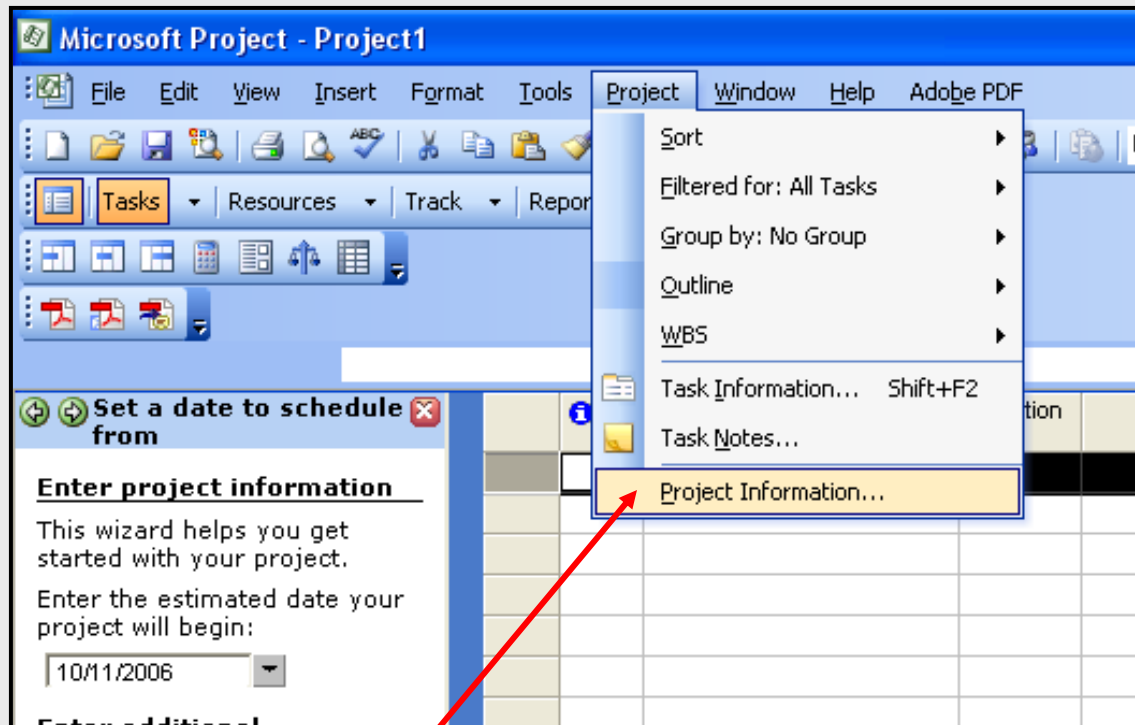 Microsoft Project - Project1
File Edit View Insert Format Tools Project Window Help Adobe PDF
ABC
Tasks Resources Track
Sort
Filtered for: All Tasks
Group by: No Group
Outline
WBS
Task Information... Shift+F2
Task Notes...
Project Information...
Set a date to schedule
from
Enter project information
This wizard helps you get
started with your project.
Enter the estimated date your
project will begin:
10/11/2006